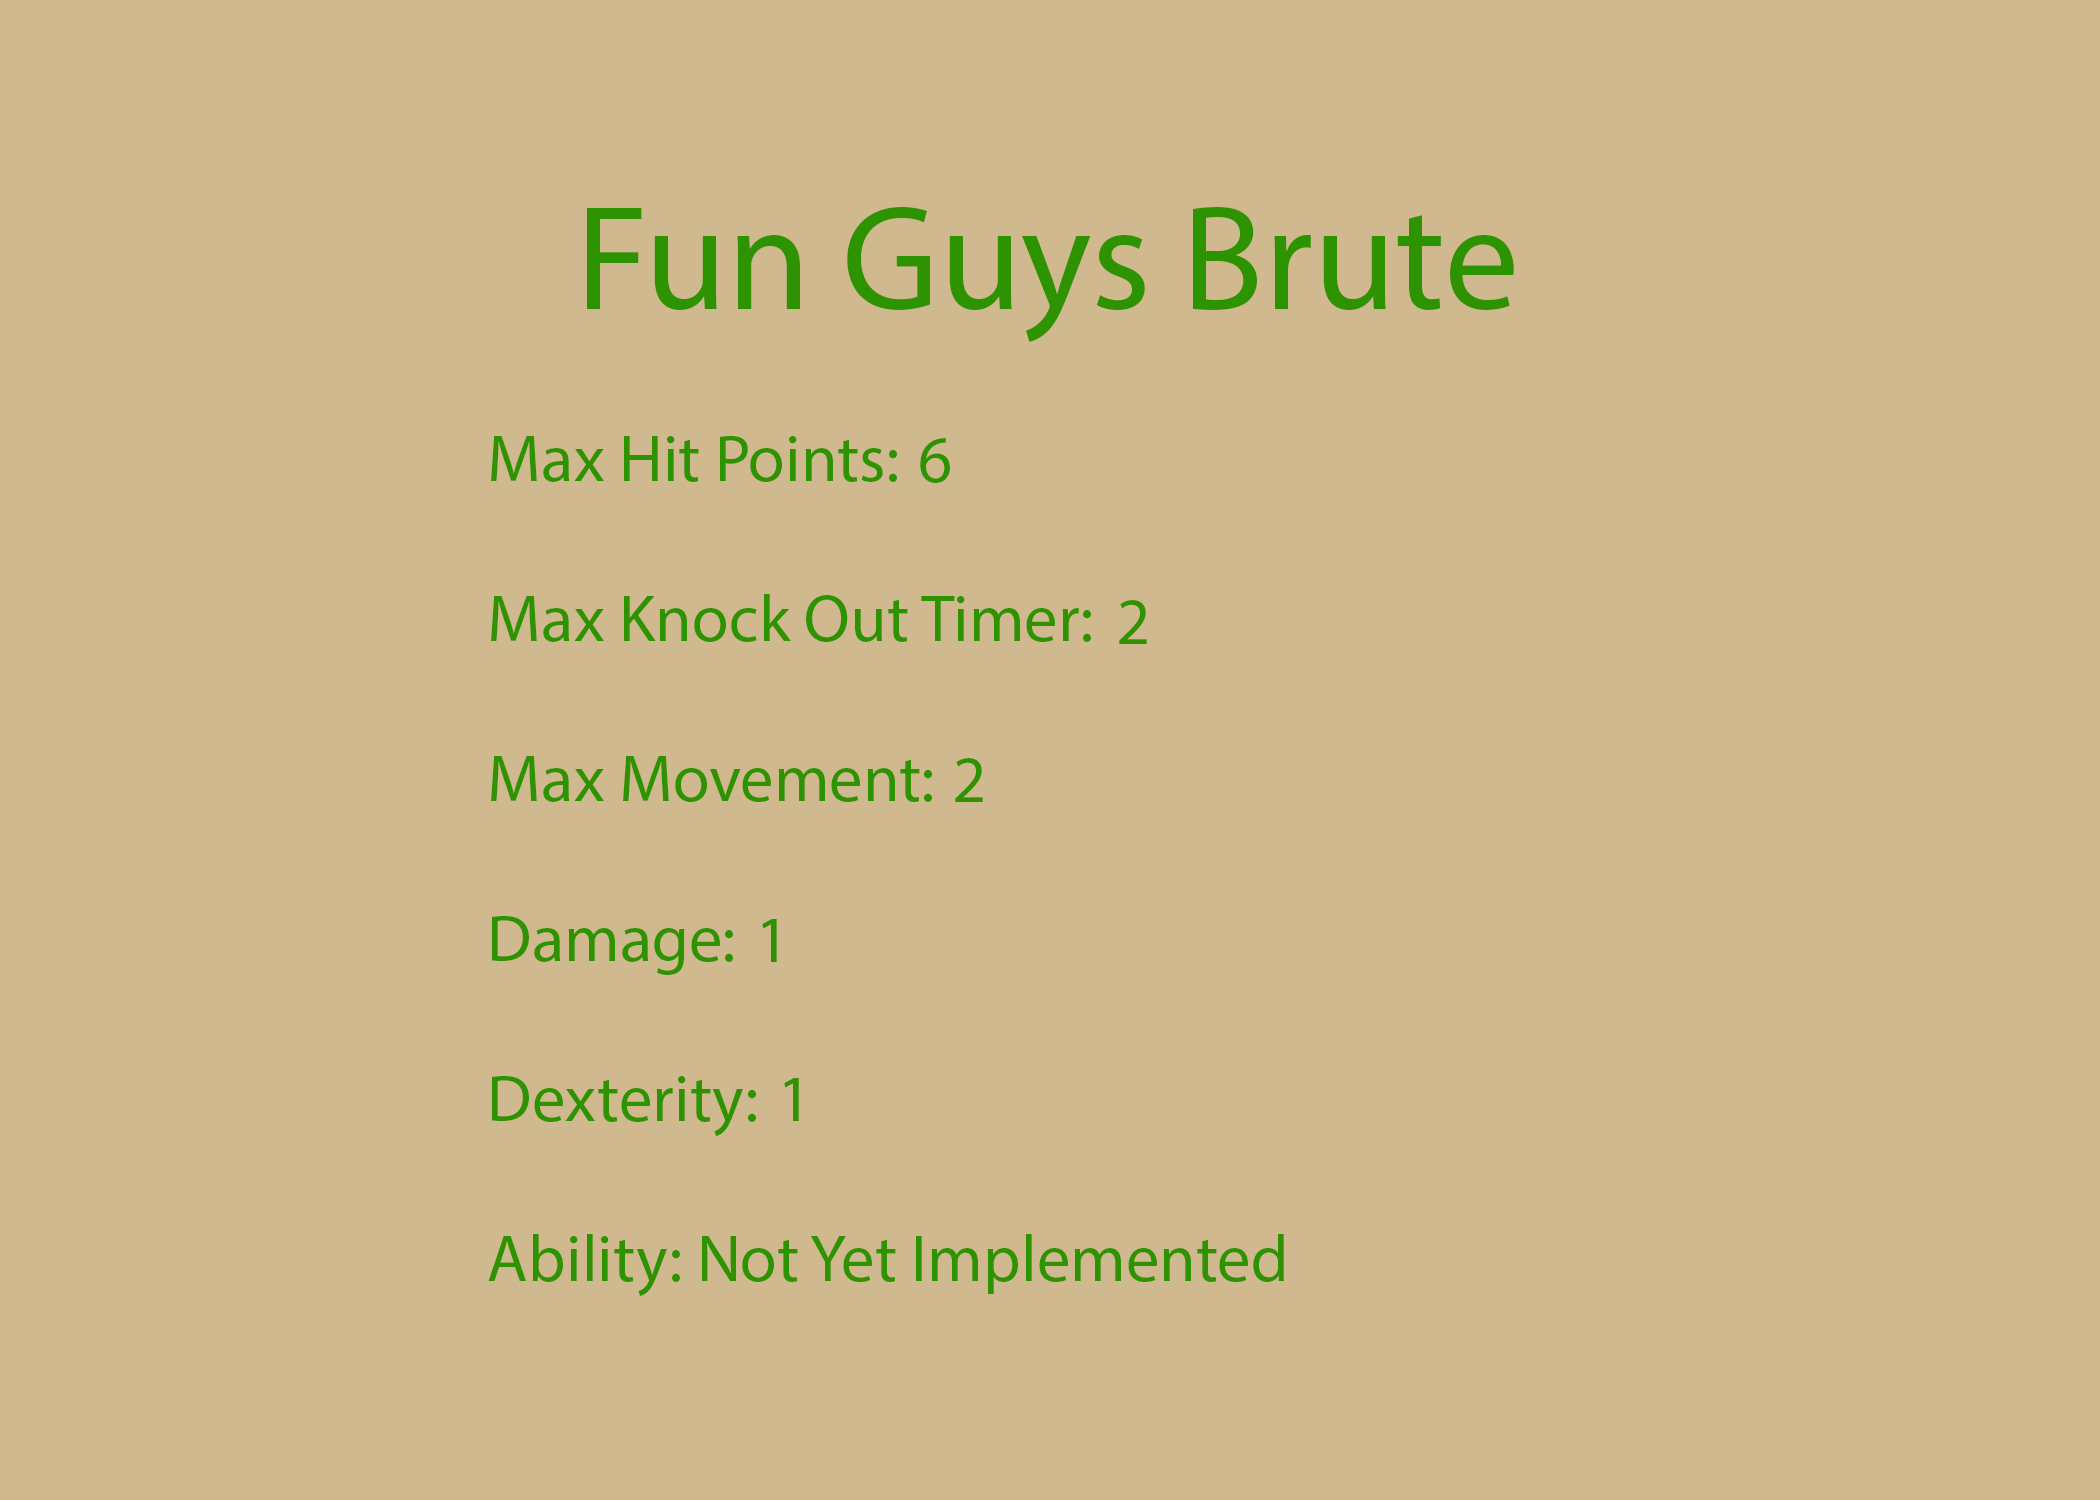 Fun Guys Brute
Max Hit Points: 6
Max Knock Out Timer: 2
Max Movement: 2
Damage: 1
Dexterity: 1
Ability: Not Yet Implemented